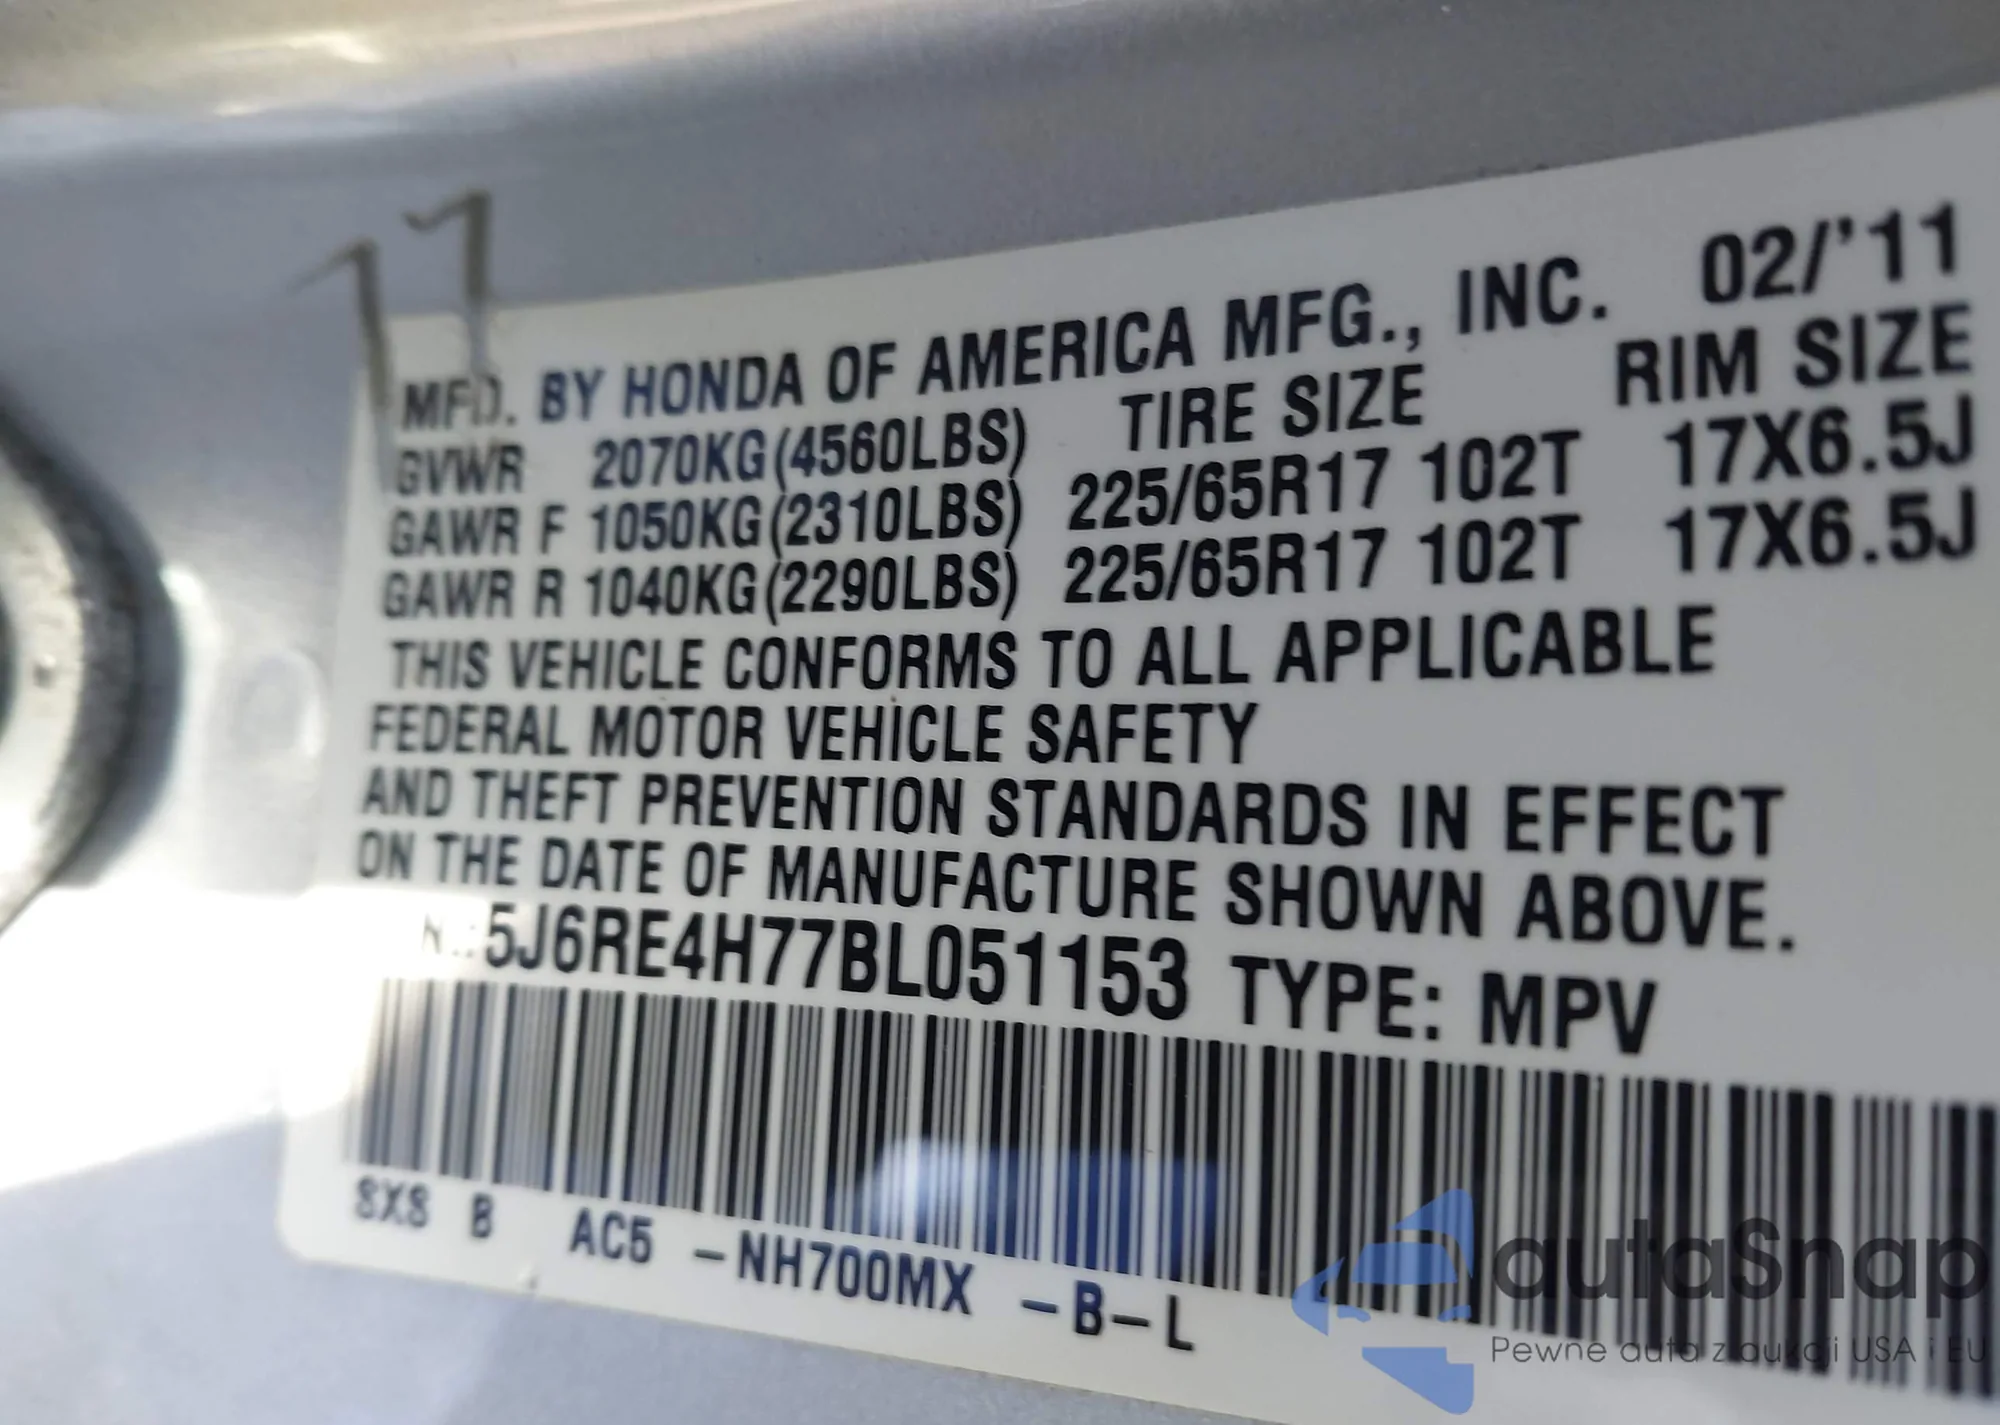 11
MFD. BY HONDA OF AMERICA MFG., INC. 02/'11
GVWR 2070KG(4560LBS) TIRE SIZE RIM SIZE
GAWR F 1050KG(2310LBS) 225/65R17 102T 17X6.5J
GAWR R 1040KG(2290LBS) 225/65R17 102T 17X6.5J
THIS VEHICLE CONFORMS TO ALL APPLICABLE
FEDERAL MOTOR VEHICLE SAFETY
AND THEFT PREVENTION STANDARDS IN EFFECT
ON THE DATE OF MANUFACTURE SHOWN ABOVE.
5J6RE4H77BL051153 TYPE: MPV
SXS B AC5 -NH700MX -B-L
autaSnap
Pewne auta z aukcji USA i EU